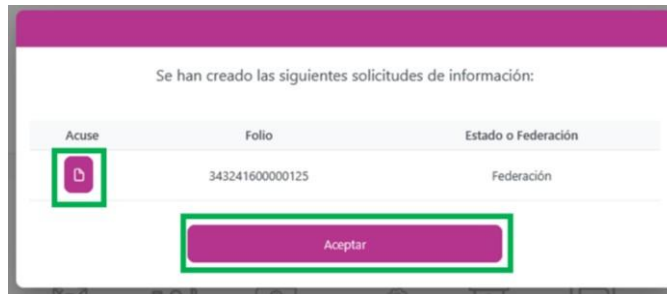 Se han creado las siguientes solicitudes de información:
Acuse Folio Estado o Federación
343241600000125 Federación
Aceptar